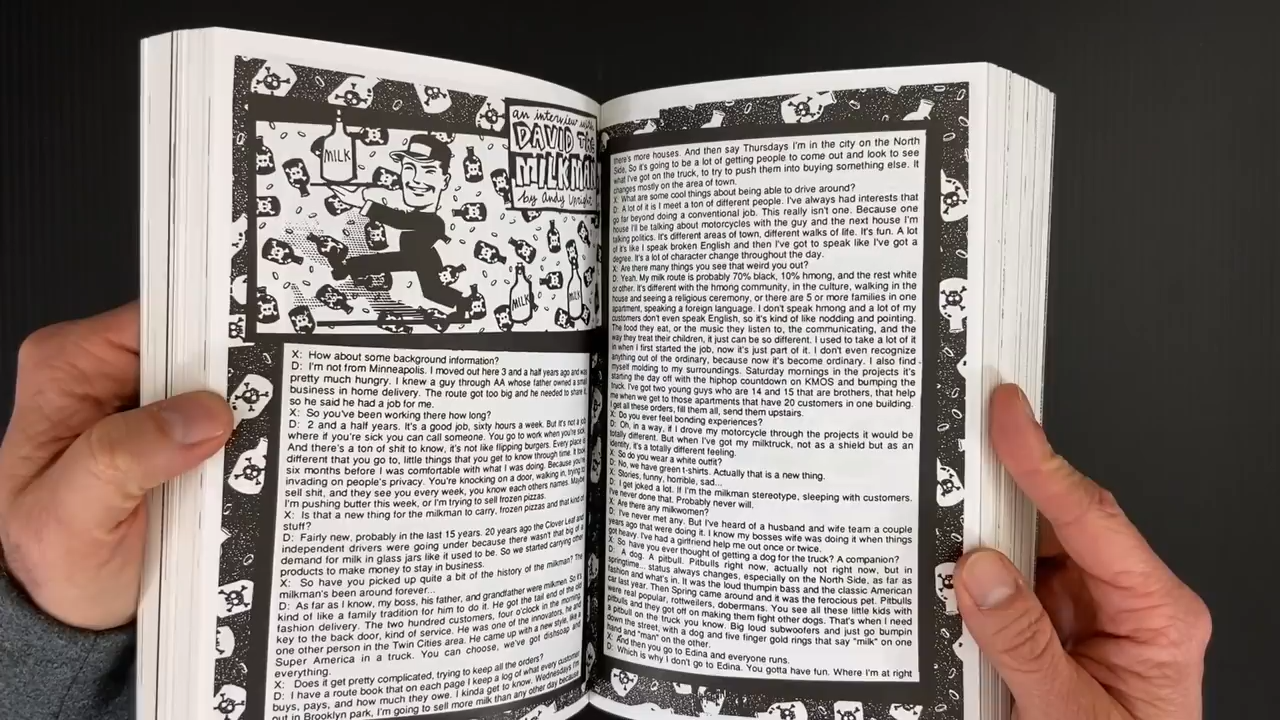 an interview with
DAVID THE
MILKMAN
by Andy Upright
MILK
MILK
MILK
X: How about some background information?
D: I'm not from Minneapolis. I moved out here 3 and a half years ago and was
pretty much hungry. I knew a guy through AA whose father owned a small
business in home delivery. The route got too big and he needed to share it,
so he said he had a job for me.
X: So you've been working there how long?
D: 2 and a half years. It's a good job, sixty hours a week. But it's not a job
where if you're sick you can call someone. You go to work when you're sick.
And there's a ton of shit to know, it's not like flipping burgers. Every place is
different that you go to, little things that you get to know through time. It took
six months before I was comfortable with what I was doing. Because you're
invading on people's privacy. You're knocking on a door, walking in, trying to
sell shit, and they see you every week, you know each others names. Maybe
I'm pushing butter this week, or I'm trying to sell frozen pizzas.
X: Is that a new thing for the milkman to carry, frozen pizzas and that kind of
stuff?
D: Fairly new, probably in the last 15 years. 20 years ago the Clover Leaf and
independent drivers were going under because there wasn't that big of a
demand for milk in glass jars like it used to be. So we started carrying other
products to make money to stay in business.
X: So have you picked up quite a bit of the history of the milkman? The
milkman's been around forever...
D: As far as I know, my boss, his father, and grandfather were milkmen. So it's
kind of like a family tradition for him to do it. He got the tail end of the old
fashion delivery. The two hundred customers, four o'clock in the morning,
key to the back door, kind of service. He was one of the innovators, he and
one other person in the Twin Cities area. He came up with a new style, like a
Super America in a truck. You can choose, we've got dishsoap and
everything.
X: Does it get pretty complicated, trying to keep all the orders?
D: I have a route book that on each page I keep a log of what every customer
buys, pays, and how much they owe. I kinda get to know. Wednesdays I'm
out in Brooklyn park, I'm going to sell more milk than any other day because
there's more houses. And then say Thursdays I'm in the city on the North
Side. So it's going to be a lot of getting people to come out and look to see
what I've got on the truck, to try to push them into buying something else. It
changes mostly on the area of town.
X: What are some cool things about being able to drive around?
D: A lot of it is I meet a ton of different people. I've always had interests that
go far beyond doing a conventional job. This really isn't one. Because one
house I'll be talking about motorcycles with the guy and the next house I'm
talking politics. It's different areas of town, different walks of life. It's fun. A lot
of it's like I speak broken English and then I've got to speak like I've got a
degree. It's a lot of character change throughout the day.
X: Are there many things you see that weird you out?
D: Yeah. My milk route is probably 70% black, 10% hmong, and the rest white
or other. It's different with the hmong community, in the culture, walking in the
house and seeing a religious ceremony, or there are 5 or more families in one
apartment, speaking a foreign language. I don't speak hmong and a lot of my
customers don't even speak English, so it's kind of like nodding and pointing.
The food they eat, or the music they listen to, the communicating, and the
way they treat their children, it just can be so different. I used to take a lot of it
in when I first started the job, now it's just part of it. I don't even recognize
anything out of the ordinary, because now it's become ordinary. I also find
myself molding to my surroundings. Saturday mornings in the projects it's
starting the day off with the hiphop countdown on KMOS and bumping the
truck. I've got two young guys who are 14 and 15 that are brothers, that help
me when we get to those apartments that have 20 customers in one building.
I get all these orders, fill them all, send them upstairs.
X: Do you ever feel bonding experiences?
D: Oh, in a way, if I drove my motorcycle through the projects it would be
totally different. But when I've got my milktruck, not as a shield but as an
identity, it's a totally different feeling.
X: So do you wear a white outfit?
D: No, we have green t-shirts. Actually that is a new thing.
X: Stories, funny, horrible, sad...
D: I get joked a lot. If I'm the milkman stereotype, sleeping with customers.
I've never done that. Probably never will.
X: Are there any milkwomen?
D: I've never met any. But I've heard of a husband and wife team a couple
years ago that were doing it. I know my bosses wife was doing it when things
got heavy. I've had a girlfriend help me out once or twice.
X: So have you ever thought of getting a dog for the truck? A companion?
D: A dog. A pitbull. Pitbulls right now, actually not right now, but in
springtime... status always changes, especially on the North Side, as far as
fashion and what's in. It was the loud thumpin bass and the classic American
car last year. Then Spring came around and it was the ferocious pet. Pitbulls
were real popular, rottweilers, dobermans. You see all these little kids with
pitbulls and they got off on making them fight other dogs. That's when I need
a pitbull on the truck you know. Big loud subwoofers and just go bumpin
down the street, with a dog and five finger gold rings that say "milk" on one
hand and "man" on the other.
X: And then you go to Edina and everyone runs.
D: Which is why I don't go to Edina. You gotta have fun. Where I'm at right